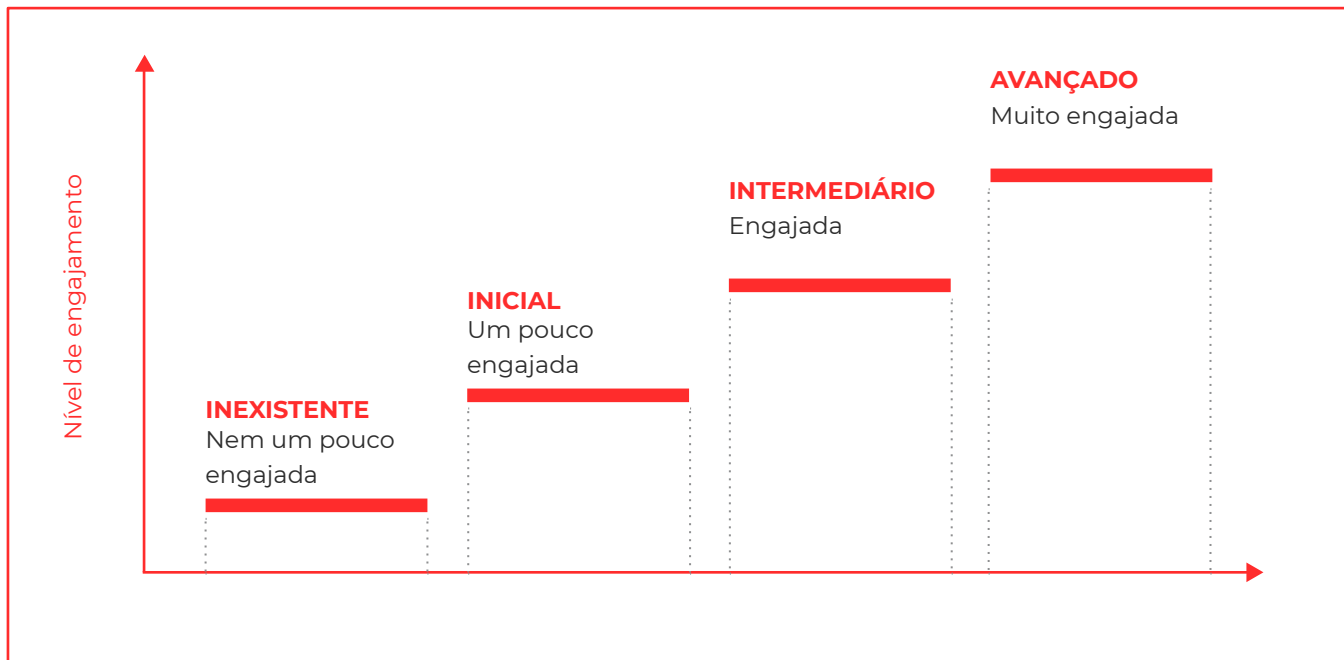 Nível de engajamento
AVANÇADO
Muito engajada
INTERMEDIÁRIO
Engajada
INICIAL
Um pouco
engajada
INEXISTENTE
Nem um pouco
engajada